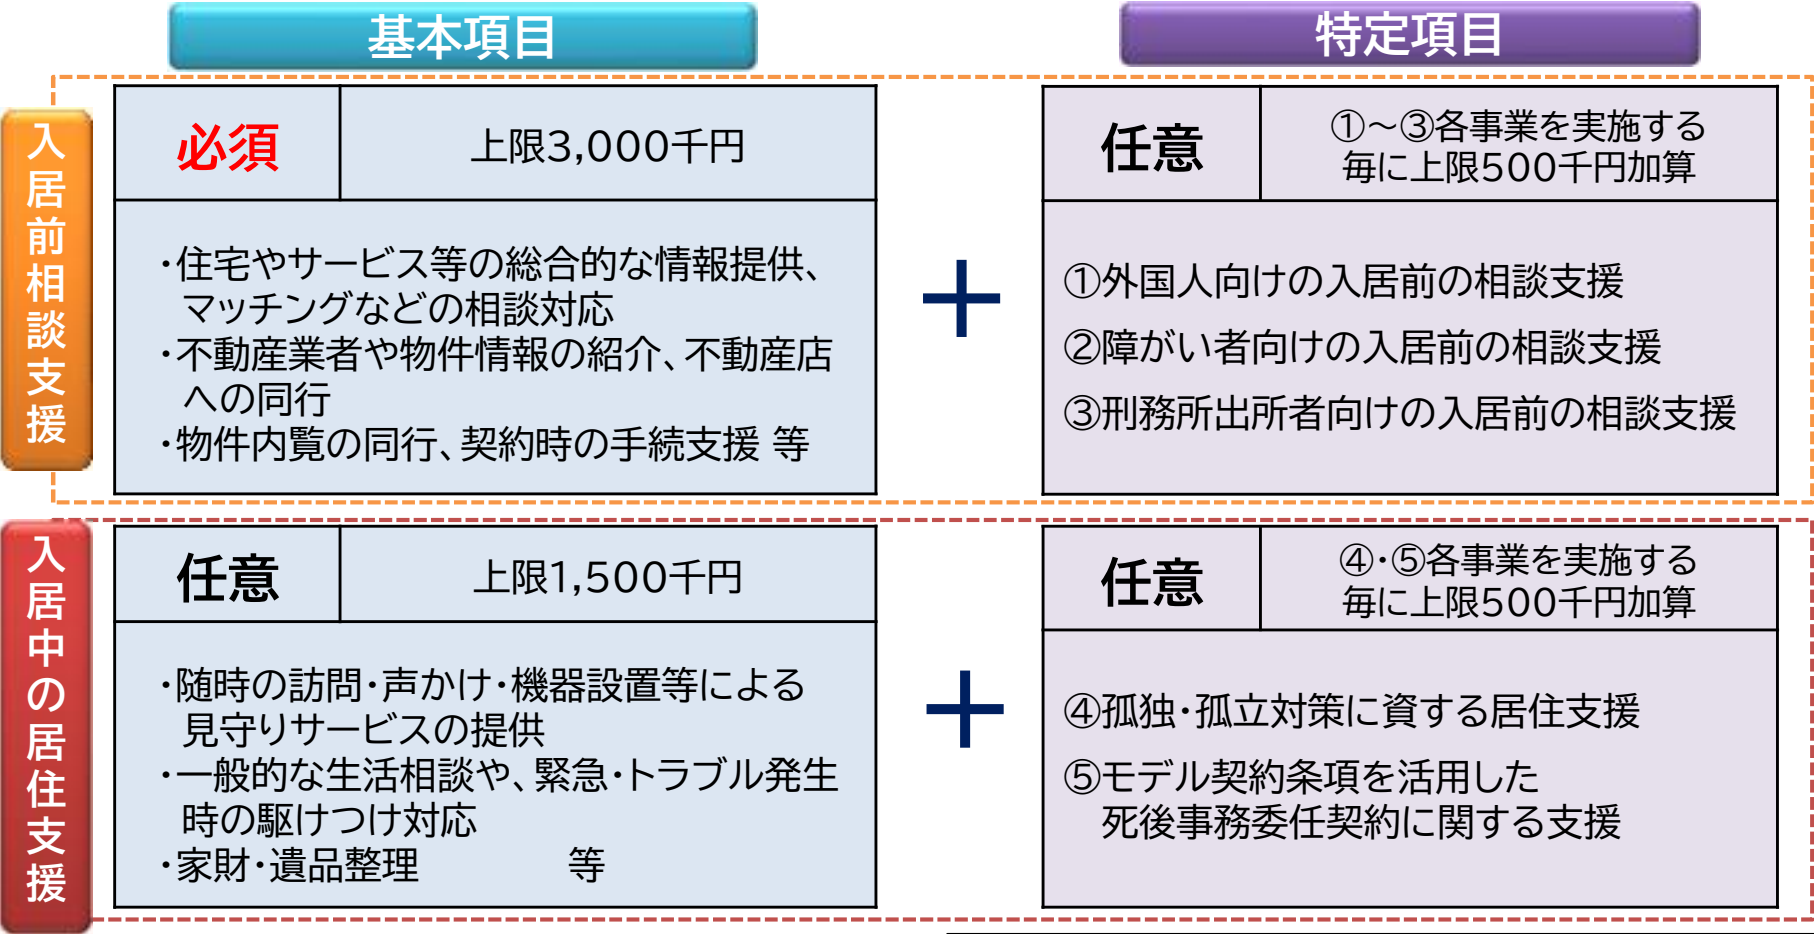 基本項目
特定項目
入居前相談支援
必須
上限3,000千円
・住宅やサービス等の総合的な情報提供、
マッチングなどの相談対応
・不動産業者や物件情報の紹介、不動産店
への同行
・物件内覧の同行、契約時の手続支援 等
＋
任意
①～③各事業を実施する
毎に上限500千円加算
①外国人向けの入居前の相談支援
②障がい者向けの入居前の相談支援
③刑務所出所者向けの入居前の相談支援
入居中の居住支援
任意
上限1,500千円
・随時の訪問・声かけ・機器設置等による
見守りサービスの提供
・一般的な生活相談や、緊急・トラブル発生
時の駆けつけ対応
・家財・遺品整理 等
＋
任意
④・⑤各事業を実施する
毎に上限500千円加算
④孤独・孤立対策に資する居住支援
⑤モデル契約条項を活用した
死後事務委任契約に関する支援